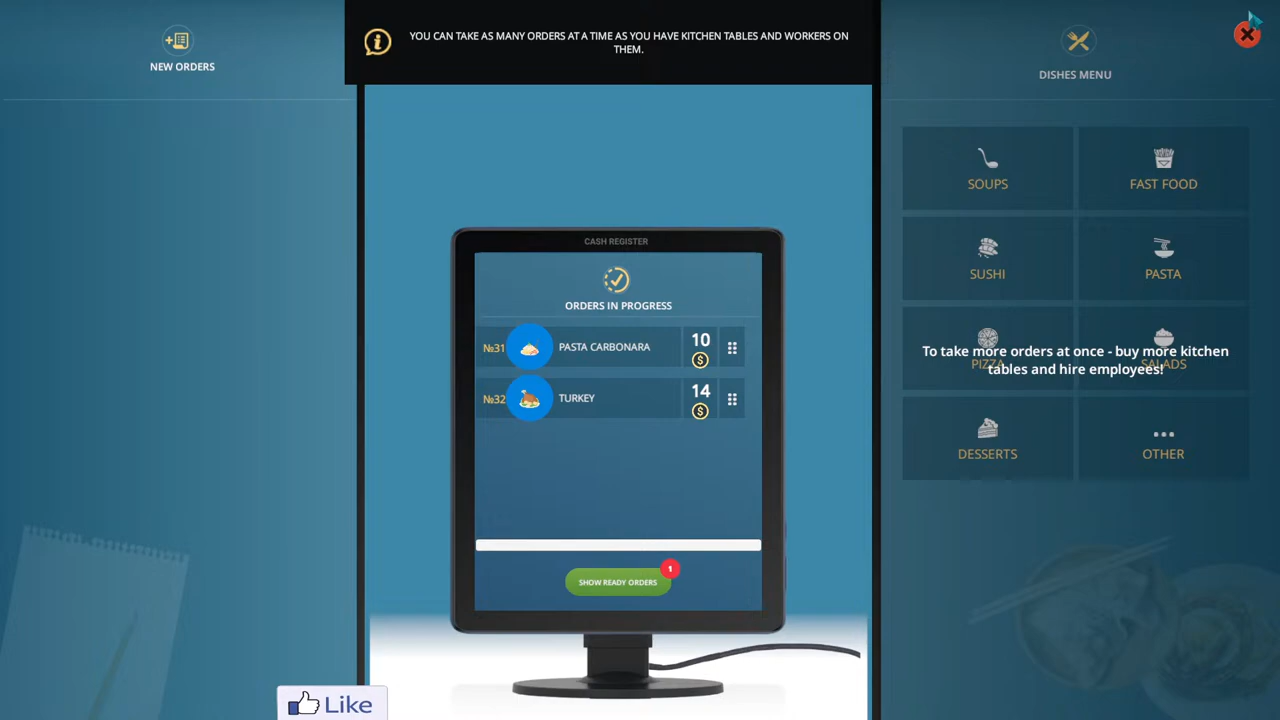 NEW ORDERS
YOU CAN TAKE AS MANY ORDERS AT A TIME AS YOU HAVE KITCHEN TABLES AND WORKERS ON
THEM.
DISHES MENU
SOUPS
FAST FOOD
SUSHI
PASTA
PIZZA
SALADS
To take more orders at once - buy more kitchen
tables and hire employees!
DESSERTS
OTHER
CASH REGISTER
ORDERS IN PROGRESS
№31 PASTA CARBONARA 10
№32 TURKEY 14
1
SHOW READY ORDERS
Like